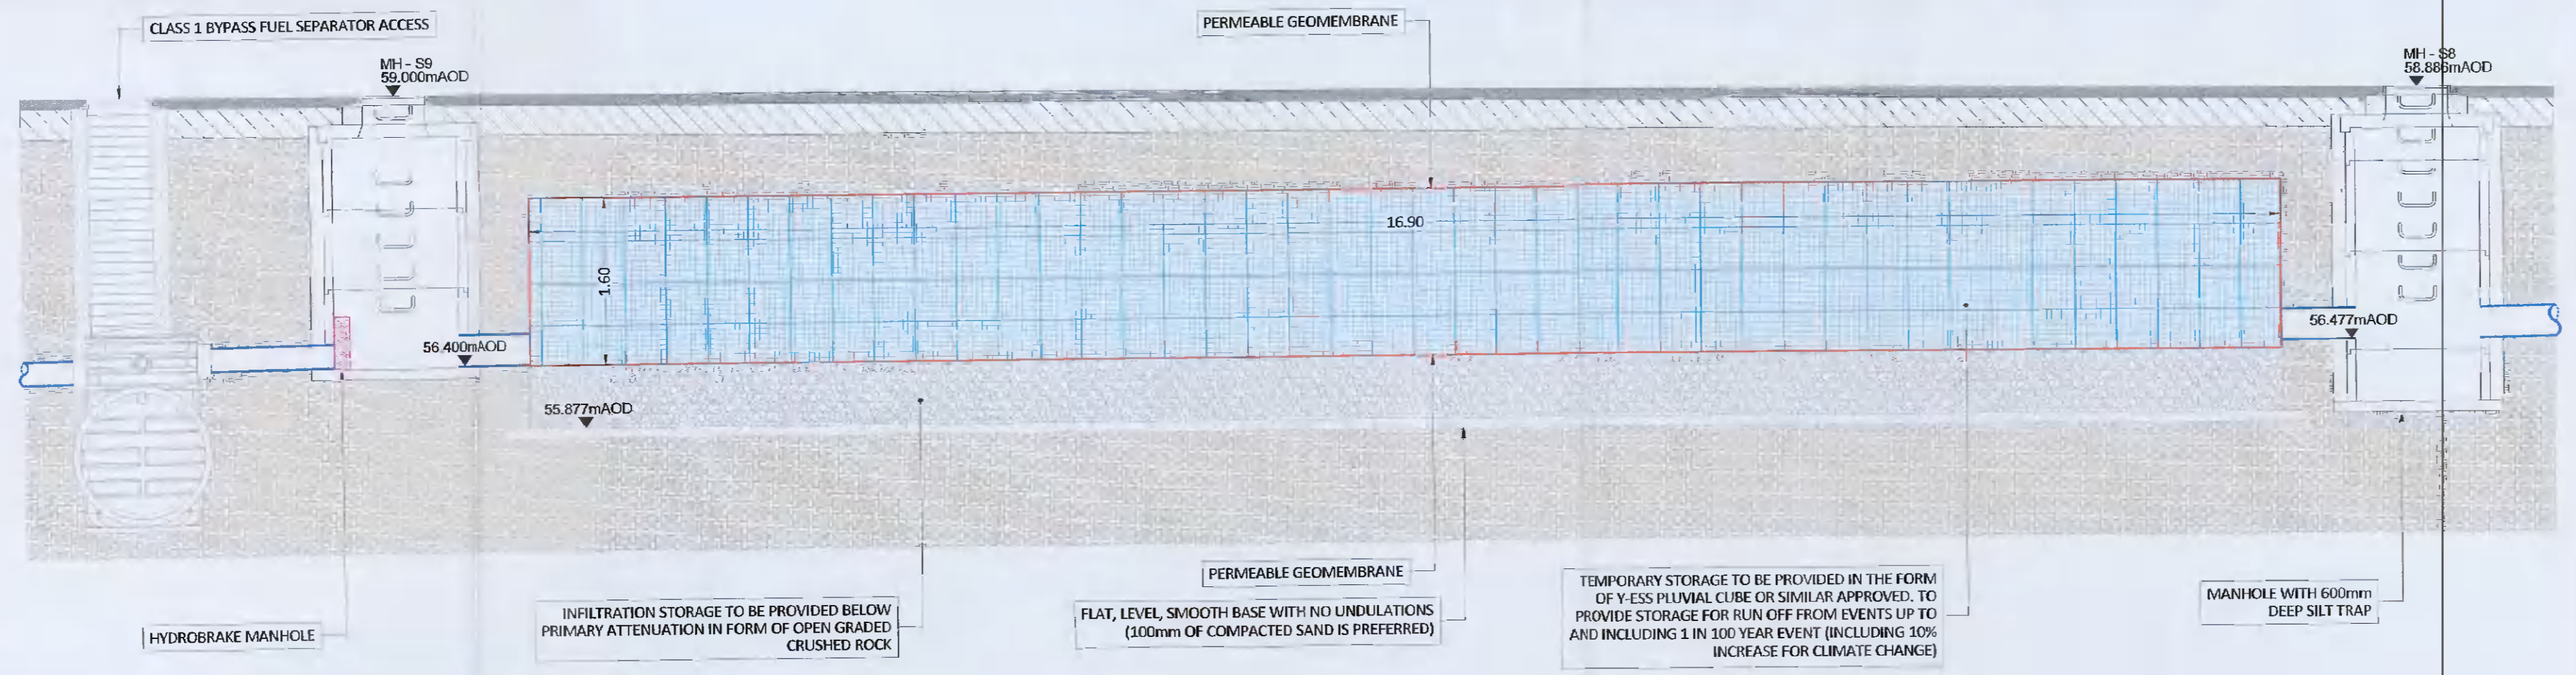 CLASS 1 BYPASS FUEL SEPARATOR ACCESS
PERMEABLE GEOMEMBRANE
MH - S9
59.000mAOD
MH - S8
58.886mAOD
16.90
1.60
56.400mAOD
56.477mAOD
55.877mAOD
HYDROBRAKE MANHOLE
INFILTRATION STORAGE TO BE PROVIDED BELOW
PRIMARY ATTENUATION IN FORM OF OPEN GRADED
CRUSHED ROCK
PERMEABLE GEOMEMBRANE
FLAT, LEVEL, SMOOTH BASE WITH NO UNDULATIONS
(100mm OF COMPACTED SAND IS PREFERRED)
TEMPORARY STORAGE TO BE PROVIDED IN THE FORM
OF Y-ESS PLUVIAL CUBE OR SIMILAR APPROVED. TO
PROVIDE STORAGE FOR RUN OFF FROM EVENTS UP TO
AND INCLUDING 1 IN 100 YEAR EVENT (INCLUDING 10%
INCREASE FOR CLIMATE CHANGE)
MANHOLE WITH 600mm
DEEP SILT TRAP